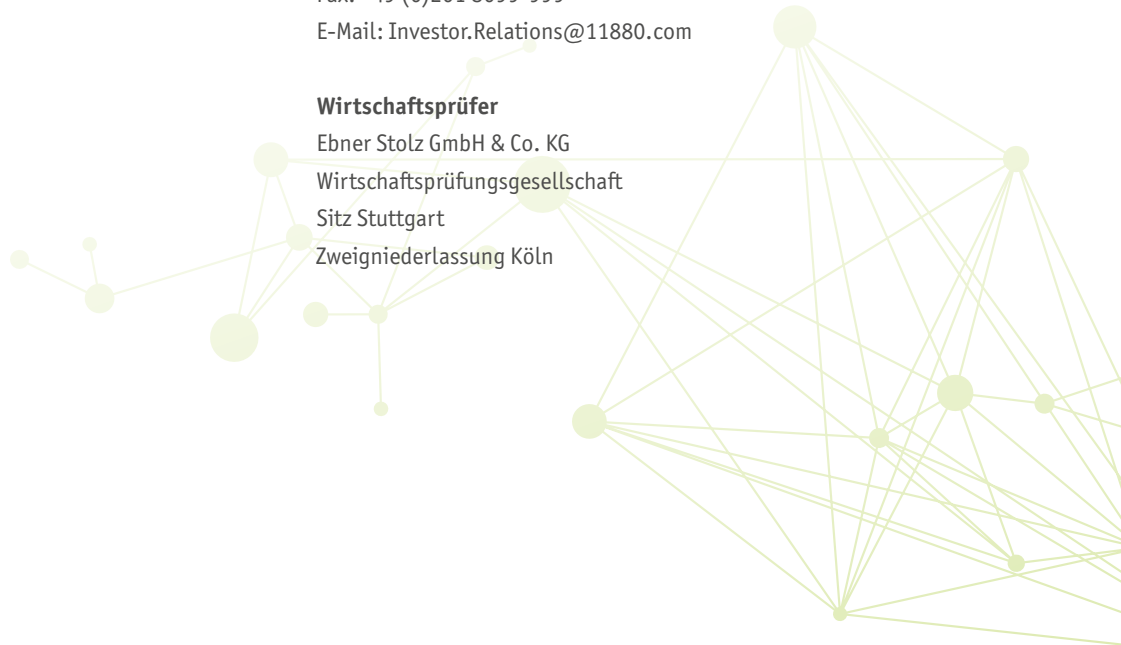 E-Mail: Investor.Relations@11880.com
Wirtschaftsprüfer
Ebner Stolz GmbH & Co. KG
Wirtschaftsprüfungsgesellschaft
Sitz Stuttgart
Zweigniederlassung Köln